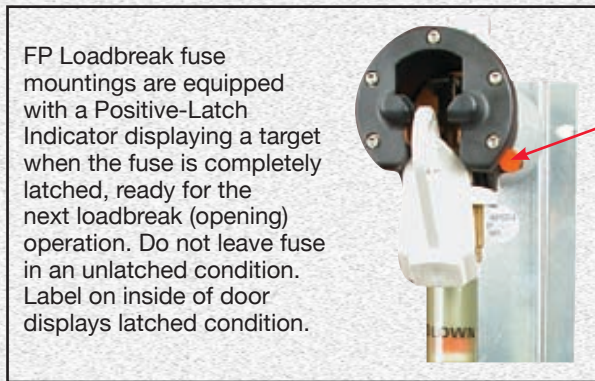 FP Loadbreak fuse
mountings are equipped
with a Positive-Latch
Indicator displaying a target
when the fuse is completely
latched, ready for the
next loadbreak (opening)
operation. Do not leave fuse
in an unlatched condition.
Label on inside of door
displays latched condition.
BLOWN